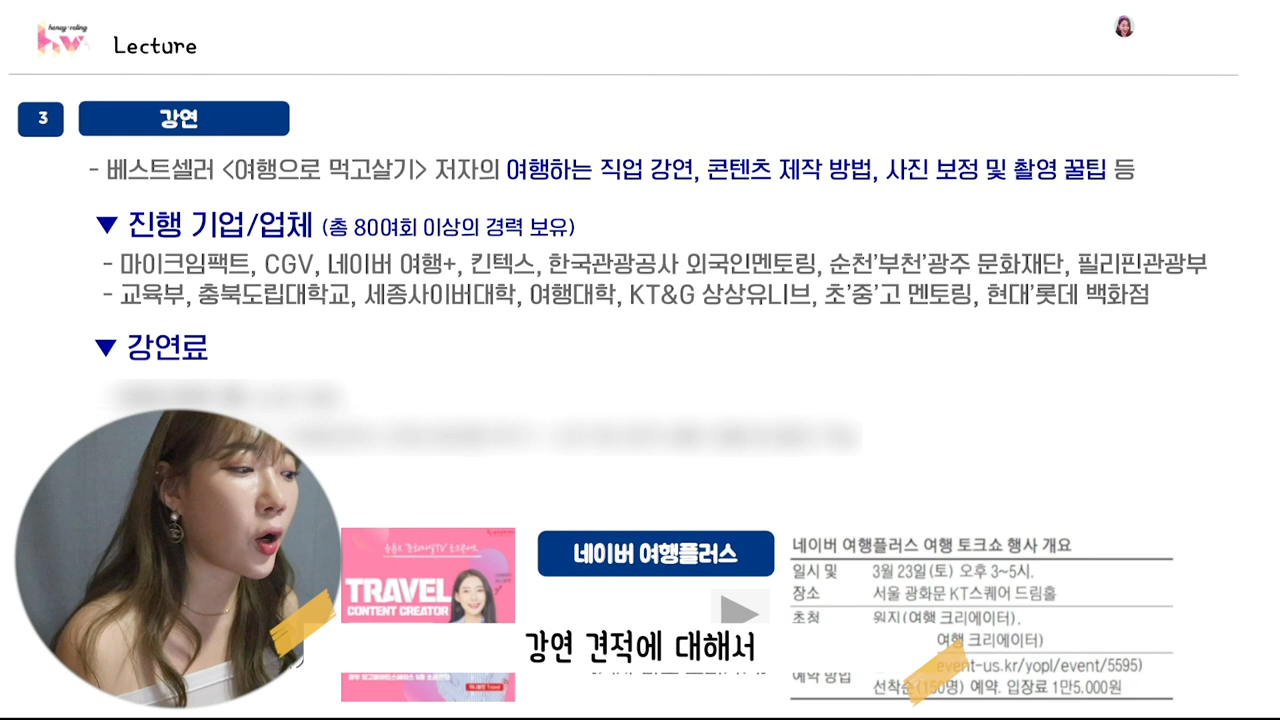 honey·voling
hv
Lecture
3
강연
- 베스트셀러 <여행으로 먹고살기> 저자의 여행하는 직업 강연, 콘텐츠 제작 방법, 사진 보정 및 촬영 꿀팁 등
▼ 진행 기업/업체 (총 80여회 이상의 경력 보유)
- 마이크임팩트, CGV, 네이버 여행+, 킨텍스, 한국관광공사 외국인멘토링, 순천'부천'광주 문화재단, 필리핀관광부
- 교육부, 충북도립대학교, 세종사이버대학, 여행대학, KT&G 상상유니브, 초'중'고 멘토링, 현대'롯데 백화점
▼ 강연료
TRAVEL
CONTENT CREATOR
네이버 여행플러스
네이버 여행플러스 여행 토크쇼 행사 개요
일시 및 3월 23일(토) 오후 3~5시.
장소 서울 광화문 KT스퀘어 드림홀
초청 원지(여행 크리에이터),
여행 크리에이터)
event-us.kr/yopl/event/5595)
예약 방법
선착순(150명) 예약. 입장료 1만5.000원
강연 견적에 대해서